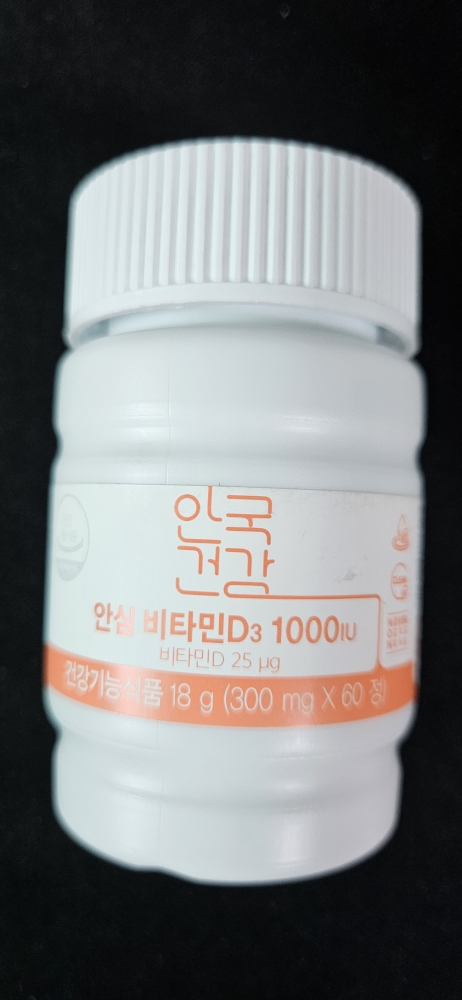 안국
건강
안심 비타민D3 1000IU
비타민D 25 μg
건강기능식품 18 g (300 mg X 60 정)